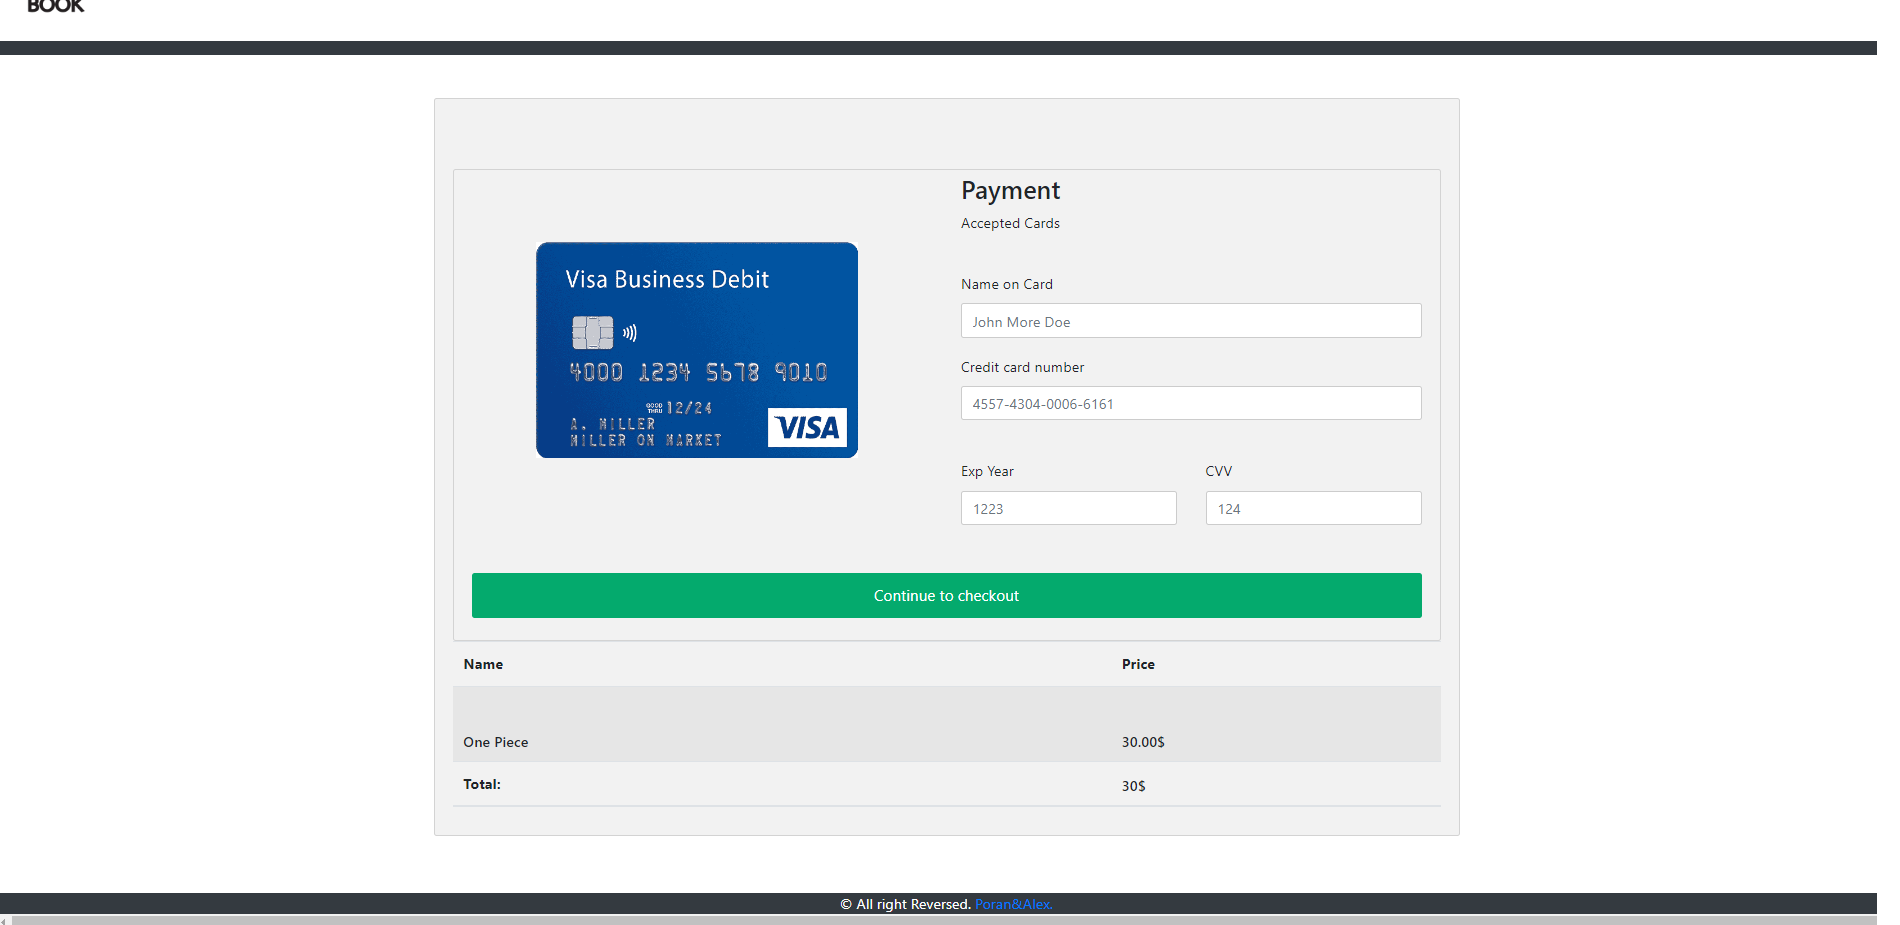 BOOK
Payment
Accepted Cards
Visa Business Debit
4000 1234 5678 9010
GOOD THRU 12/24
A. MILLER
MILLER ON MARKET
VISA
Name on Card
John More Doe
Credit card number
4557-4304-0006-6161
Exp Year CVV
1223 124
Continue to checkout
Name Price
One Piece 30.00$
Total: 30$
© All right Reversed. Poran&Alex.